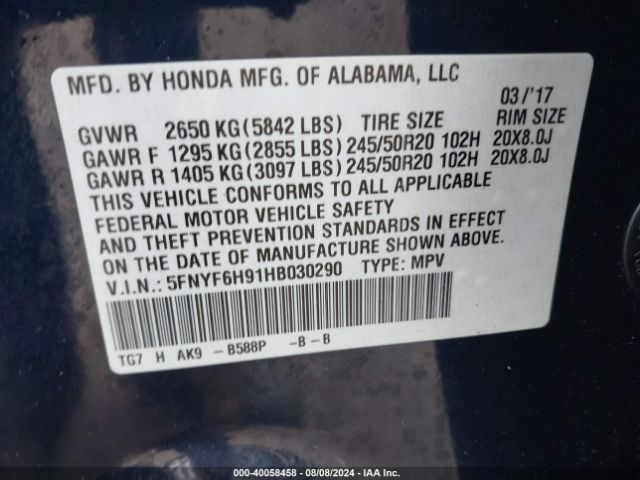 MFD. BY HONDA MFG. OF ALABAMA, LLC
03/'17
GVWR 2650 KG(5842 LBS) TIRE SIZE RIM SIZE
GAWR F 1295 KG(2855 LBS)245/50R20 102H 20X8.0J
GAWR R 1405 KG(3097 LBS)245/50R20 102H 20X8.0J
THIS VEHICLE CONFORMS TO ALL APPLICABLE
FEDERAL MOTOR VEHICLE SAFETY
AND THEFT PREVENTION STANDARDS IN EFFECT
ON THE DATE OF MANUFACTURE SHOWN ABOVE.
V.I.N.: 5FNYF6H91HB030290 TYPE: MPV
TG7 H AK9 -B588P -B-B
000-40058458 - 08/08/2024 - IAA Inc.